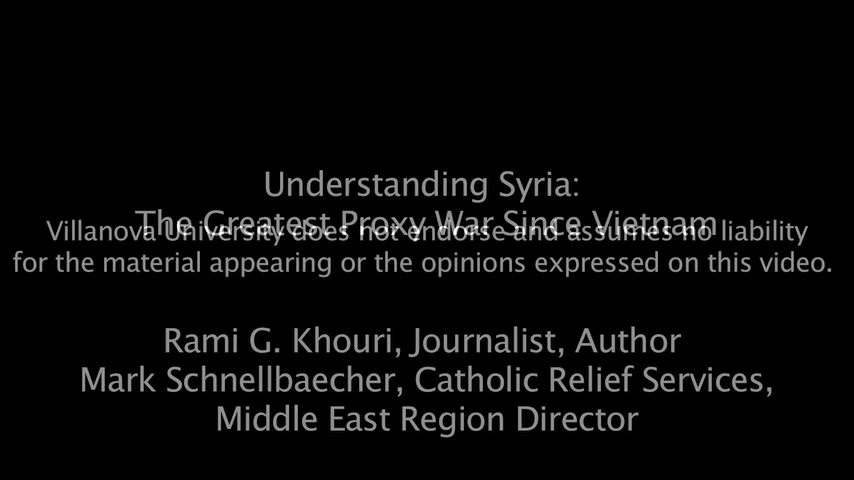 Understanding Syria:
The Greatest Proxy War Since Vietnam
Villanova University does not endorse and assumes no liability
for the material appearing or the opinions expressed on this video.
Rami G. Khouri, Journalist, Author
Mark Schnellbaecher, Catholic Relief Services,
Middle East Region Director